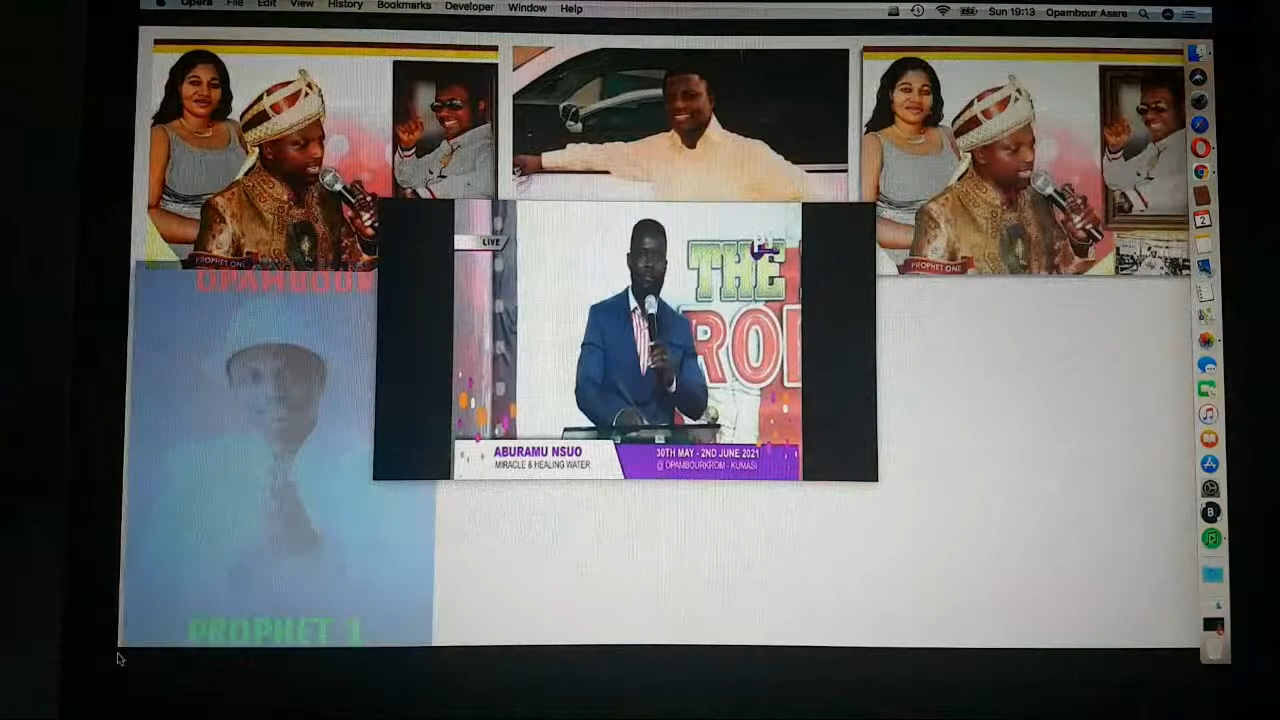 Opera File Edit View History Bookmarks Developer Window Help
Sun 19:13 Opambour Asare
PROPHET ONE
PROPHET ONE
OPAMBOUR
LIVE
THE
ABURAMU NSUO
MIRACLE & HEALING WATER
30TH MAY - 2ND JUNE 2021
@ OPAMBOURKROM - KUMASI
PROPHET 1